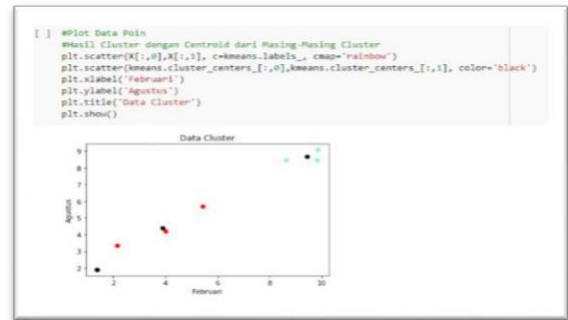 [ ] #Plot Data Poin
#Hasil Cluster dengan Centroid dari Masing-Masing Cluster
plt.scatter(X[:,0],X[:,1], c=kmeans.labels_, cmap='rainbow')
plt.scatter(kmeans.cluster_centers_[:,0],kmeans.cluster_centers_[:,1], color='black')
plt.xlabel('Februari')
plt.ylabel('Agustus')
plt.title('Data Cluster')
plt.show()
Data Cluster
9
8
7
6
5
4
3
2
Agustus
2 4 6 8 10
Februari